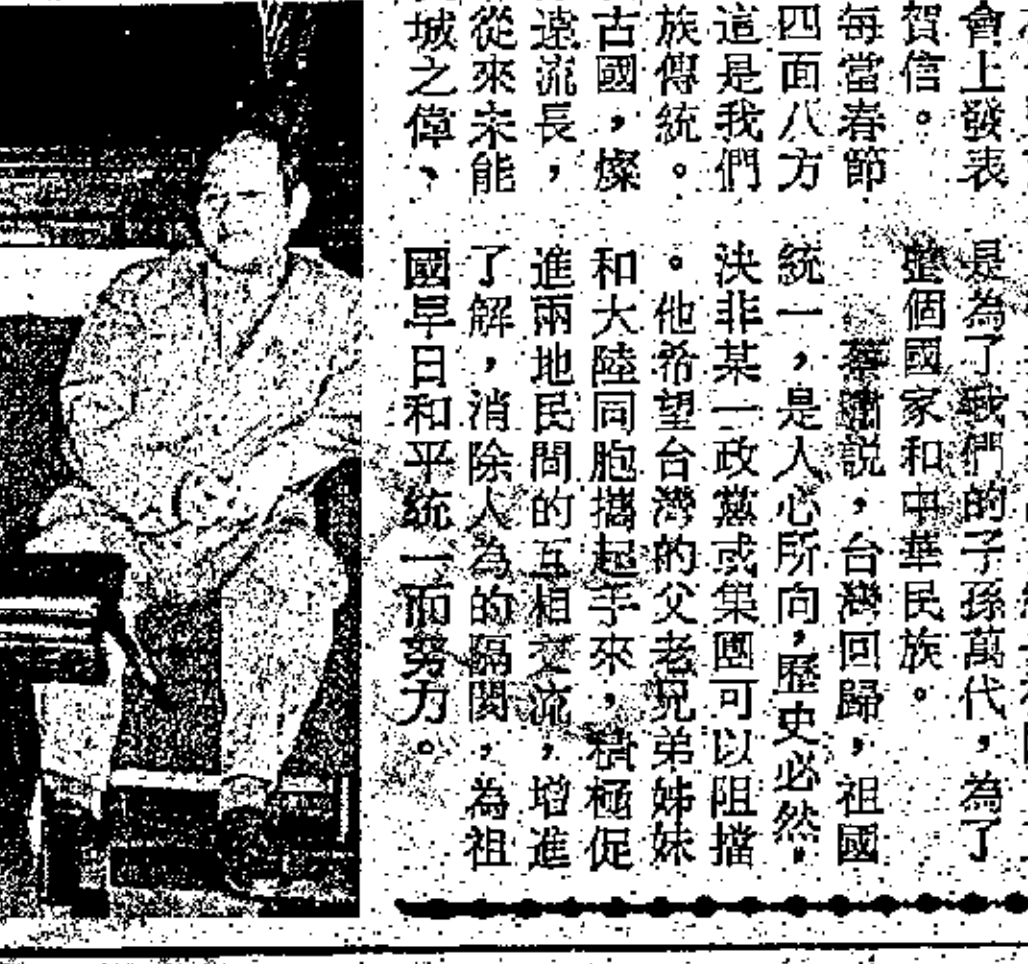 會上發表
賀信。
每當春節
四面八方
這是我們
族傳統。
古國，燦
遠流長，
從來未能
城之偉、
是為了我們的子孫萬代，為了
整個國家和中華民族。
蔡嘯説，台灣回歸，祖國
統一，是人心所向，歷史必然，
決非某一政黨或集團可以阻擋
。他希望台灣的父老兄弟姊妹
和大陸同胞攜起手來，積極促
進兩地民間的互相交流，增進
了解，消除人為的隔閡，為祖
國早日和平統一而努力。